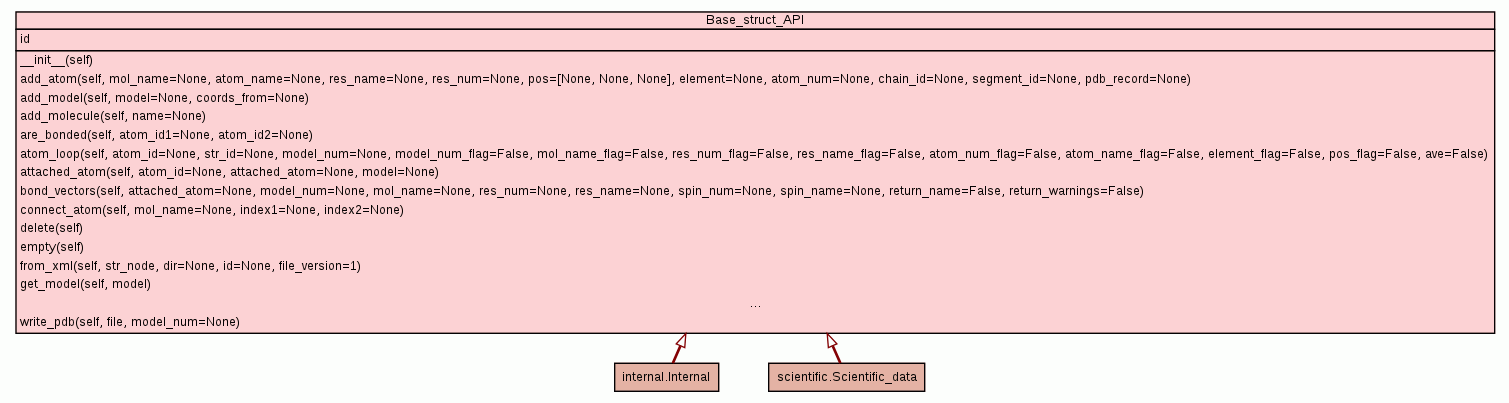 Base_struct_API
id
__init__(self)
add_atom(self, mol_name=None, atom_name=None, res_name=None, res_num=None, pos=[None, None, None], element=None, atom_num=None, chain_id=None, segment_id=None, pdb_record=None)
add_model(self, model=None, coords_from=None)
add_molecule(self, name=None)
are_bonded(self, atom_id1=None, atom_id2=None)
atom_loop(self, atom_id=None, str_id=None, model_num=None, model_num_flag=False, mol_name_flag=False, res_num_flag=False, res_name_flag=False, atom_num_flag=False, atom_name_flag=False, element_flag=False, pos_flag=False, ave=False)
attached_atom(self, atom_id=None, attached_atom=None, model=None)
bond_vectors(self, attached_atom=None, model_num=None, mol_name=None, res_num=None, res_name=None, spin_num=None, spin_name=None, return_name=False, return_warnings=False)
connect_atom(self, mol_name=None, index1=None, index2=None)
delete(self)
empty(self)
from_xml(self, str_node, dir=None, id=None, file_version=1)
get_model(self, model)
...
write_pdb(self, file, model_num=None)
internal.Internal scientific.Scientific_data